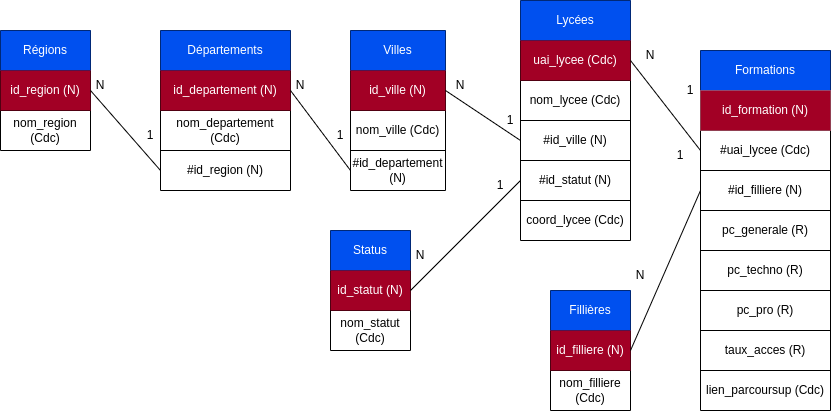 Régions
id_region (N)
nom_region
(Cdc)
N
1
Départements
id_departement (N)
nom_departement
(Cdc)
#id_region (N)
N
1
Villes
id_ville (N)
nom_ville (Cdc)
#id_departement
(N)
N
1
Status
id_statut (N)
nom_statut
(Cdc)
N
1
Lycées
uai_lycee (Cdc)
nom_lycee (Cdc)
#id_ville (N)
#id_statut (N)
coord_lycee (Cdc)
N
1
Fillières
id_filliere (N)
nom_filliere
(Cdc)
N
1
Formations
id_formation (N)
#uai_lycee (Cdc)
#id_filliere (N)
pc_generale (R)
pc_techno (R)
pc_pro (R)
taux_acces (R)
lien_parcoursup (Cdc)